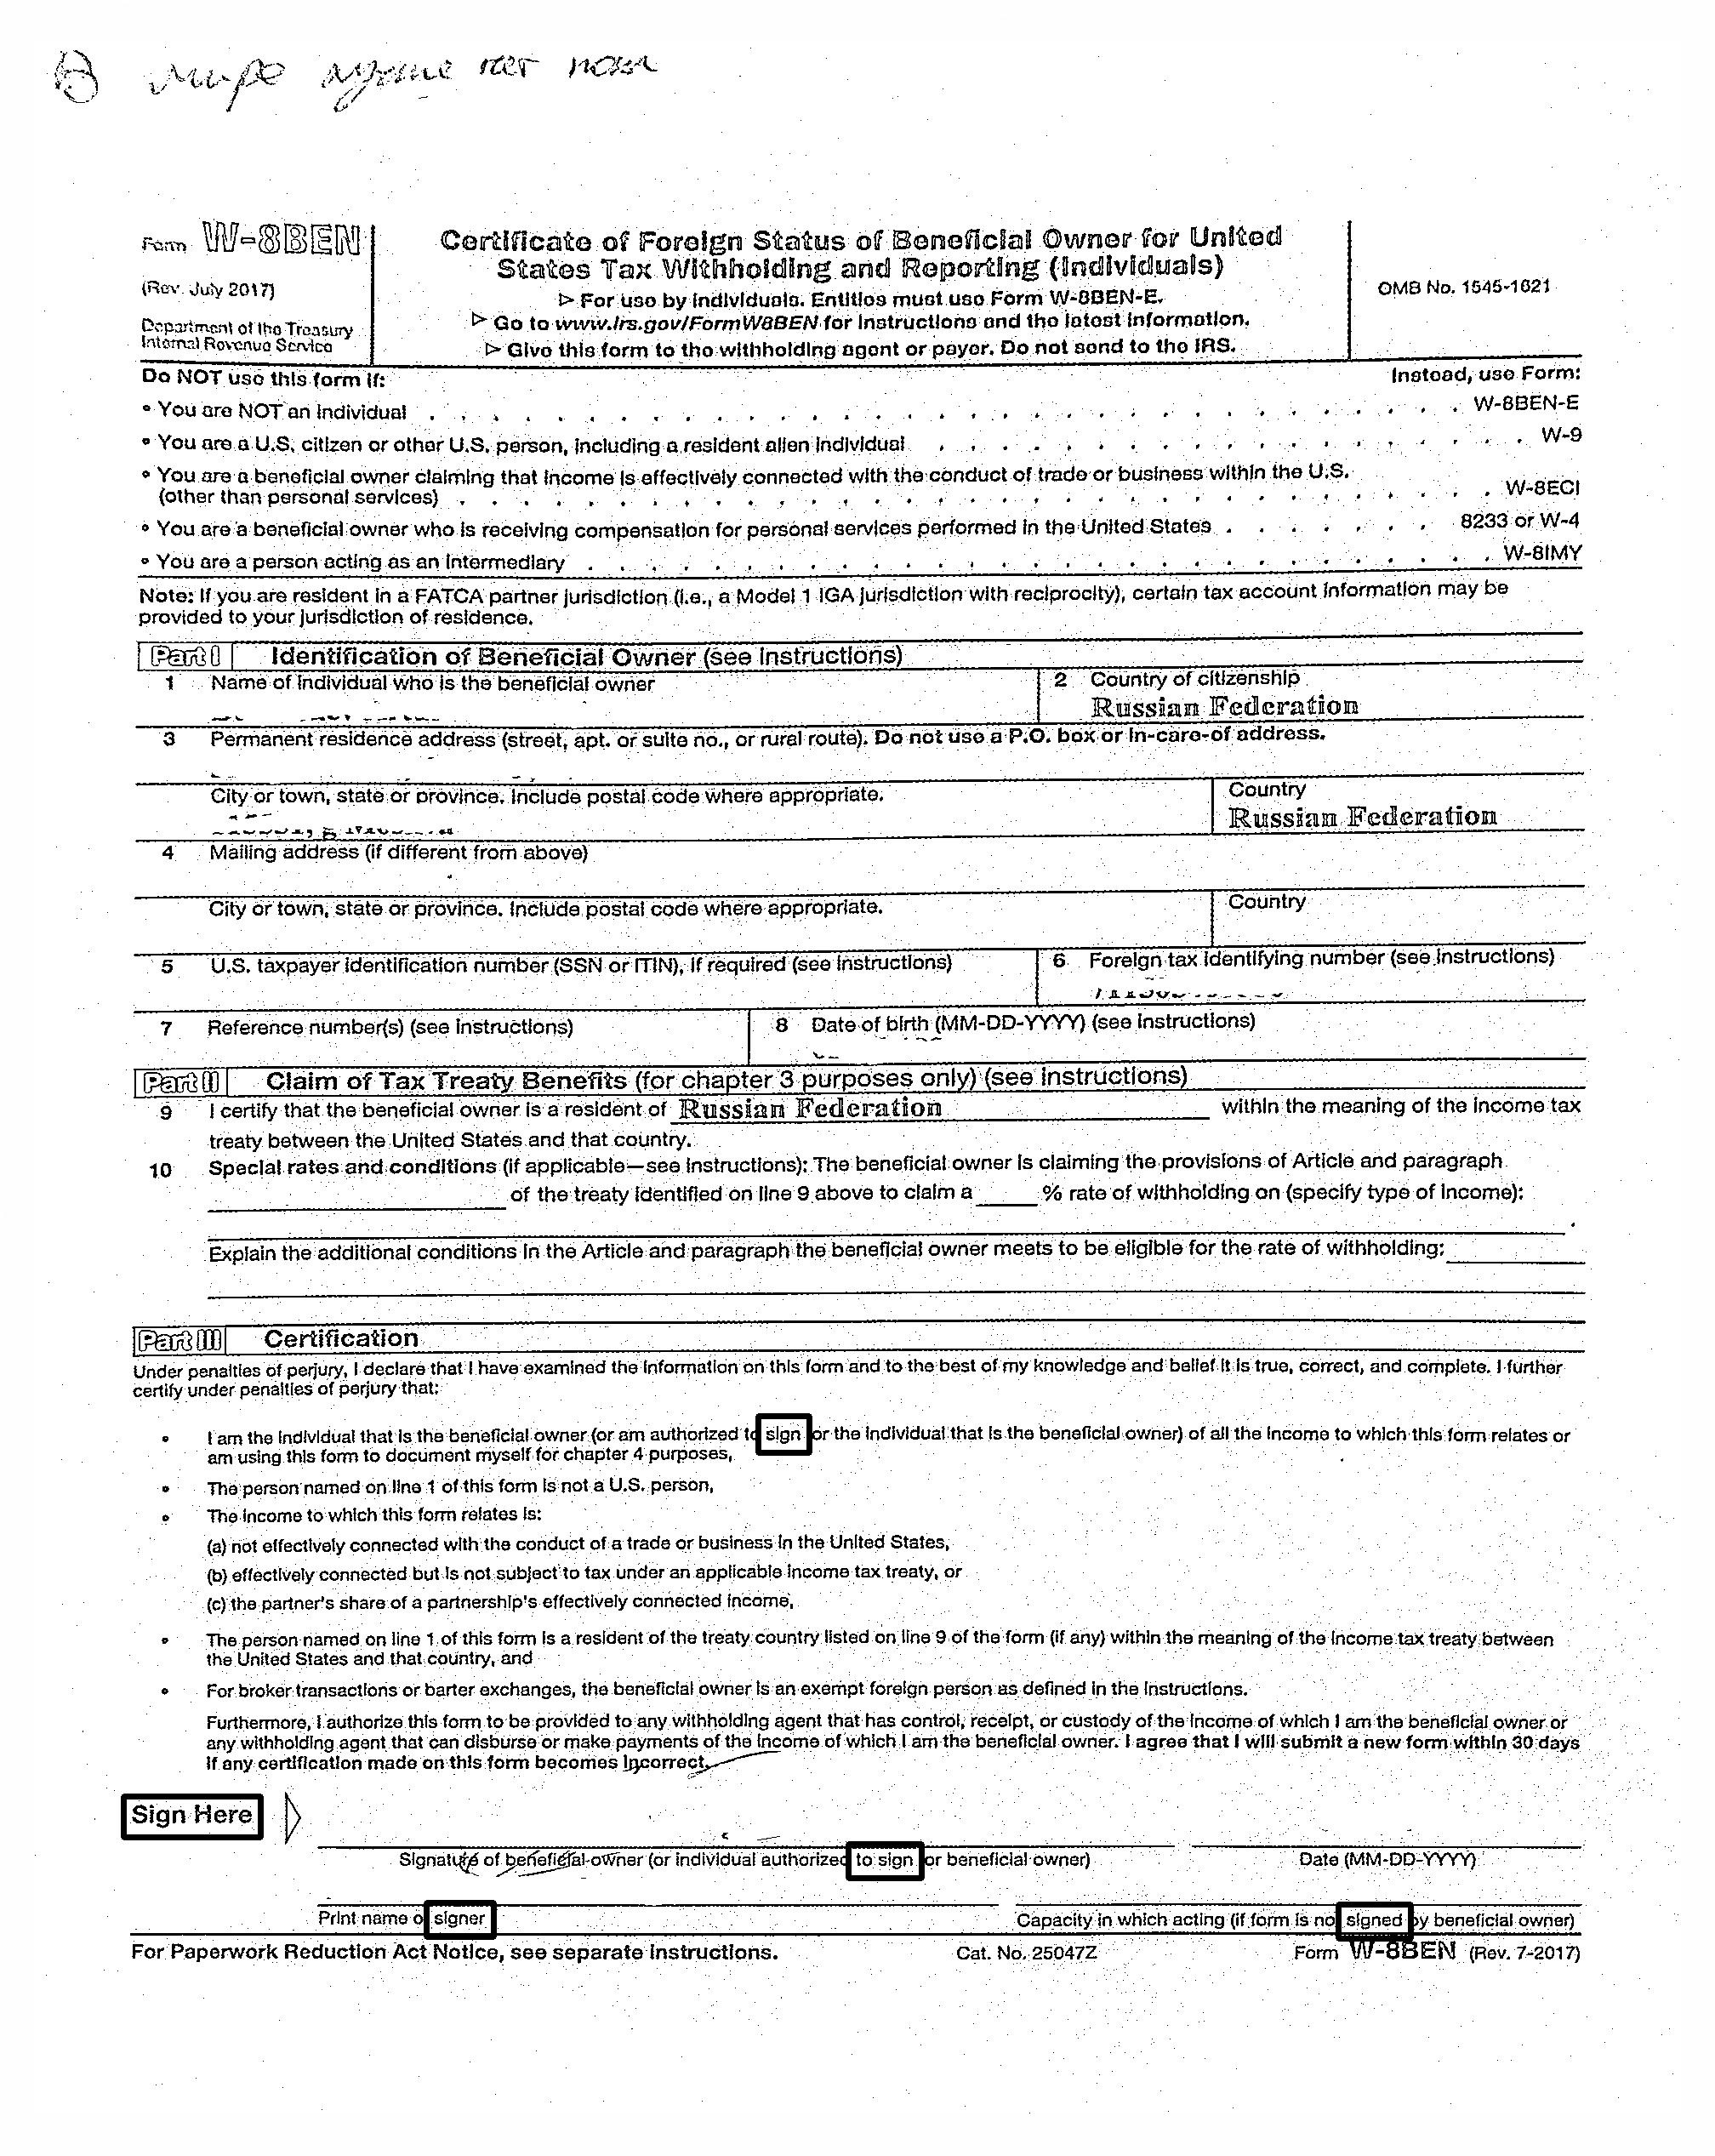 В мире лучше нет
Form W-8BEN
(Rev. July 2017)
Department of the Treasury
Internal Revenue Service
Certificate of Foreign Status of Beneficial Owner for United
States Tax Withholding and Reporting (Individuals)
▷ For use by individuals. Entities must use Form W-8BEN-E.
▷ Go to www.irs.gov/FormW8BEN for instructions and the latest information.
▷ Give this form to the withholding agent or payer. Do not send to the IRS.
OMB No. 1545-1621
Do NOT use this form if: Instead, use Form:
• You are NOT an individual . . . W-8BEN-E
• You are a U.S. citizen or other U.S. person, including a resident alien individual . . . W-9
• You are a beneficial owner claiming that income is effectively connected with the conduct of trade or business within the U.S.
(other than personal services) . . . W-8ECI
• You are a beneficial owner who is receiving compensation for personal services performed in the United States . . . 8233 or W-4
• You are a person acting as an intermediary . . . W-8IMY
Note: If you are resident in a FATCA partner jurisdiction (i.e., a Model 1 IGA jurisdiction with reciprocity), certain tax account information may be
provided to your jurisdiction of residence.
Part I Identification of Beneficial Owner (see instructions)
1 Name of individual who is the beneficial owner
2 Country of citizenship
Russian Federation
3 Permanent residence address (street, apt. or suite no., or rural route). Do not use a P.O. box or in-care-of address.
City or town, state or province. Include postal code where appropriate.
Country
Russian Federation
4 Mailing address (if different from above)
City or town, state or province. Include postal code where appropriate.
Country
5 U.S. taxpayer identification number (SSN or ITIN), if required (see instructions)
6 Foreign tax identifying number (see instructions)
7 Reference number(s) (see instructions)
8 Date of birth (MM-DD-YYYY) (see instructions)
Part II Claim of Tax Treaty Benefits (for chapter 3 purposes only) (see instructions)
9 I certify that the beneficial owner is a resident of Russian Federation within the meaning of the income tax
treaty between the United States and that country.
10 Special rates and conditions (if applicable—see instructions): The beneficial owner is claiming the provisions of Article and paragraph
of the treaty identified on line 9 above to claim a % rate of withholding on (specify type of income):
Explain the additional conditions in the Article and paragraph the beneficial owner meets to be eligible for the rate of withholding:
Part III Certification
Under penalties of perjury, I declare that I have examined the information on this form and to the best of my knowledge and belief it is true, correct, and complete. I further
certify under penalties of perjury that:
• I am the individual that is the beneficial owner (or am authorized to sign for the individual that is the beneficial owner) of all the income to which this form relates or
am using this form to document myself for chapter 4 purposes,
• The person named on line 1 of this form is not a U.S. person,
• The income to which this form relates is:
(a) not effectively connected with the conduct of a trade or business in the United States,
(b) effectively connected but is not subject to tax under an applicable income tax treaty, or
(c) the partner's share of a partnership's effectively connected income,
• The person named on line 1 of this form is a resident of the treaty country listed on line 9 of the form (if any) within the meaning of the income tax treaty between
the United States and that country, and
• For broker transactions or barter exchanges, the beneficial owner is an exempt foreign person as defined in the instructions.
Furthermore, I authorize this form to be provided to any withholding agent that has control, receipt, or custody of the income of which I am the beneficial owner or
any withholding agent that can disburse or make payments of the income of which I am the beneficial owner. I agree that I will submit a new form within 30 days
if any certification made on this form becomes incorrect.
Sign Here
Signature of beneficial owner (or individual authorized to sign for beneficial owner)
Date (MM-DD-YYYY)
Print name of signer
Capacity in which acting (if form is not signed by beneficial owner)
For Paperwork Reduction Act Notice, see separate instructions. Cat. No. 25047Z Form W-8BEN (Rev. 7-2017)